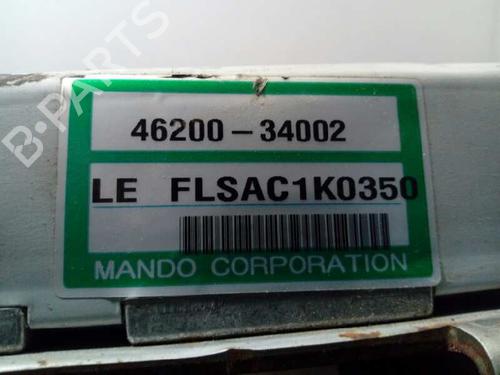 B-PARTS
46200-34002
LE FLSAC1K0350
MANDO CORPORATION